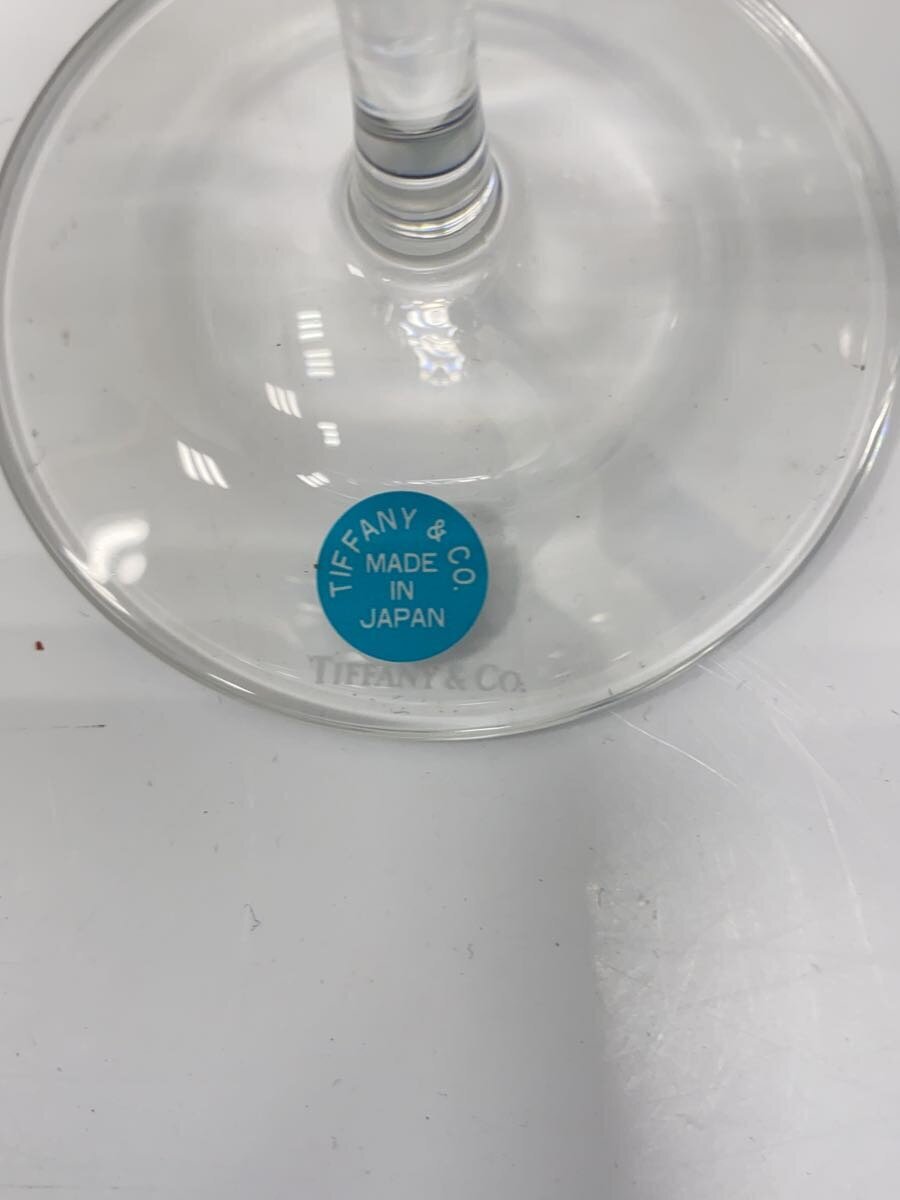 TIFFANY & CO.
MADE
IN
JAPAN
TIFFANY & CO.